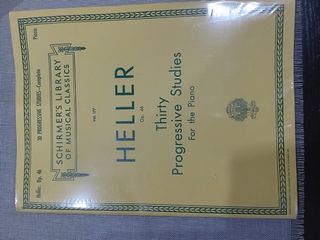 Heller, Op. 46
30 PROGRESSIVE STUDIES—Complete
Piano
SCHIRMER'S LIBRARY
OF MUSICAL CLASSICS
Vol. 177
HELLER
Op. 46
Thirty
Progressive Studies
For the Piano